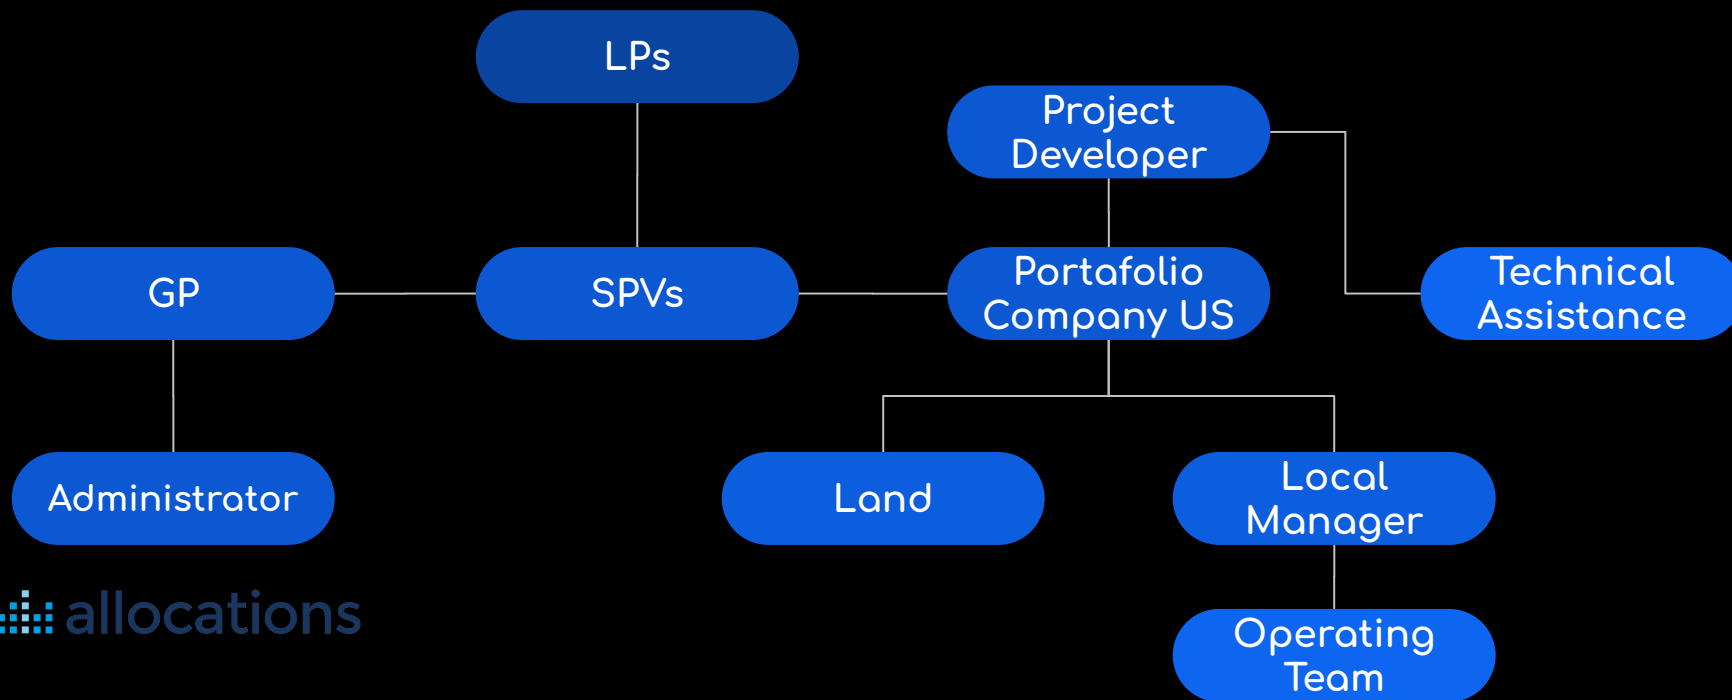 LPs
Project
Developer
GP
SPVs
Portafolio
Company US
Technical
Assistance
Administrator
Land
Local
Manager
allocations
Operating
Team